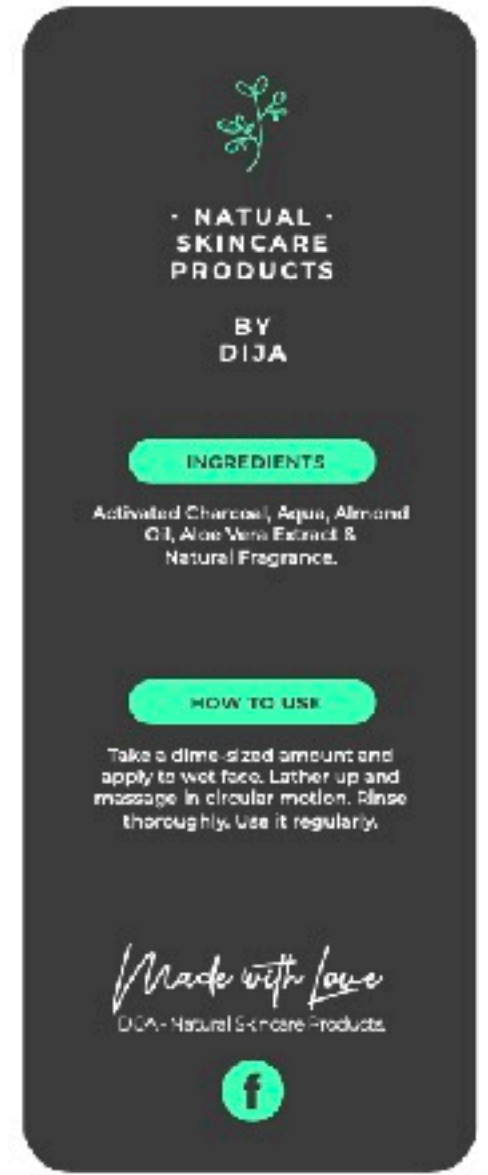 · NATUAL ·
SKINCARE
PRODUCTS
BY
DIJA
INGREDIENTS
Activated Charcoal, Aqua, Almond
Oil, Aloe Vera Extract &
Natural Fragrance.
HOW TO USE
Take a dime-sized amount and
apply to wet face. Lather up and
massage in circular motion. Rinse
thoroughly. Use it regularly.
Made with Love
DIJA - Natural Skincare Products.
f